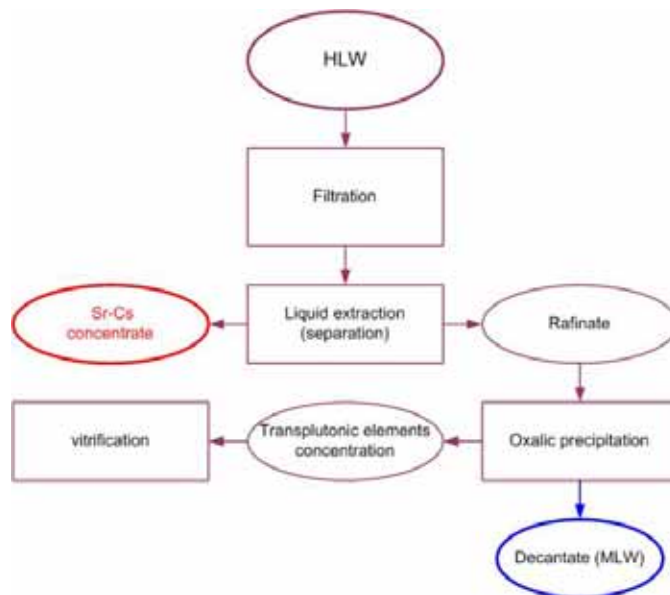 HLW
Filtration
Sr-Cs
concentrate
Liquid extraction
(separation)
Rafinate
vitrification
Transplutonic elements
concentration
Oxalic precipitation
Decantate (MLW)